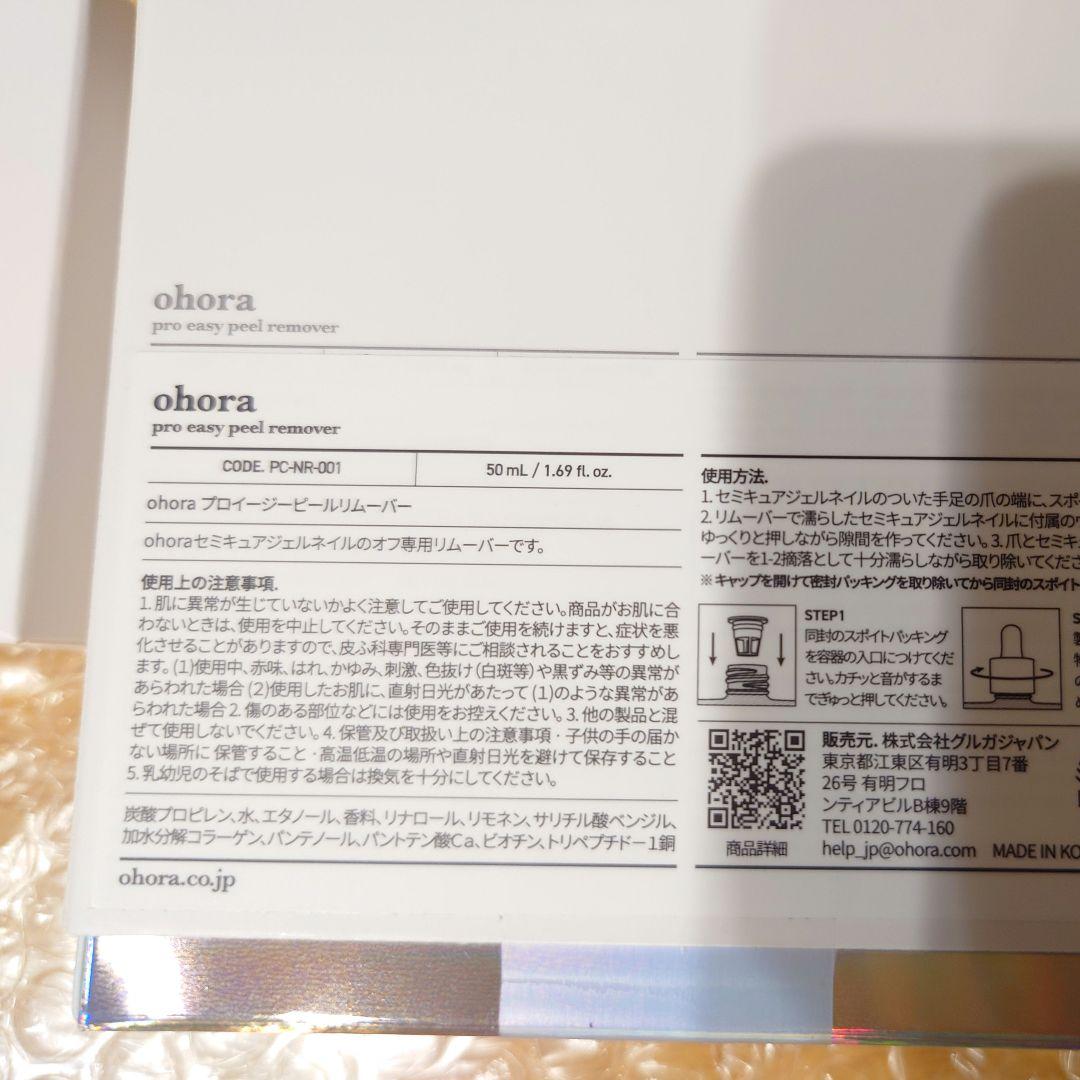 ohora
pro easy peel remover
ohora
pro easy peel remover
CODE. PC-NR-001
50 mL / 1.69 fl. oz.
ohora プロイージーピールリムーバー
ohoraセミキュアジェルネイルのオフ専用リムーバーです。
使用上の注意事項.
1. 肌に異常が生じていないかよく注意してご使用してください。商品がお肌に合
わないときは、使用を中止してください。そのままご使用を続けますと、症状を悪
化させることがありますので、皮ふ科専門医等にご相談されることをおすすめし
ます。(1)使用中、赤味、はれ、かゆみ、刺激、色抜け(白斑等)や黒ずみ等の異常が
あらわれた場合 (2)使用したお肌に、直射日光があたって (1)のような異常があ
らわれた場合 2. 傷のある部位などには使用をお控えください。3. 他の製品と混
ぜて使用しないでください。4. 保管及び取扱い上の注意事項・子供の手の届か
ない場所に 保管すること・高温低温の場所や直射日光を避けて保存すること
5. 乳幼児のそばで使用する場合は換気を十分にしてください。
炭酸プロピレン、水、エタノール、香料、リナロール、リモネン、サリチル酸ベンジル、
加水分解コラーゲン、パンテノール、パントテン酸Ca、ビオチン、トリペプチド－1銅
ohora.co.jp
使用方法.
1. セミキュアジェルネイルのついた手足の爪の端に、スポ
2. リムーバーで濡らしたセミキュアジェルネイルに付属の
ゆっくりと押しながら隙間を作ってください。3. 爪とセミキュ
ーバーを1-2摘落として十分濡らしながら取り除いてくださ
※ キャップを開けて密封パッキングを取り除いてから同封のスポイト
STEP1
同封のスポイトパッキング
を容器の入口につけてくだ
さい。カチッと音がするま
でぎゅっと押してください。
商品詳細
販売元. 株式会社グルガジャパン
東京都江東区有明3丁目7番
26号 有明フロ
ンティアビルB棟9階
TEL 0120-774-160
help_jp@ohora.com MADE IN KO